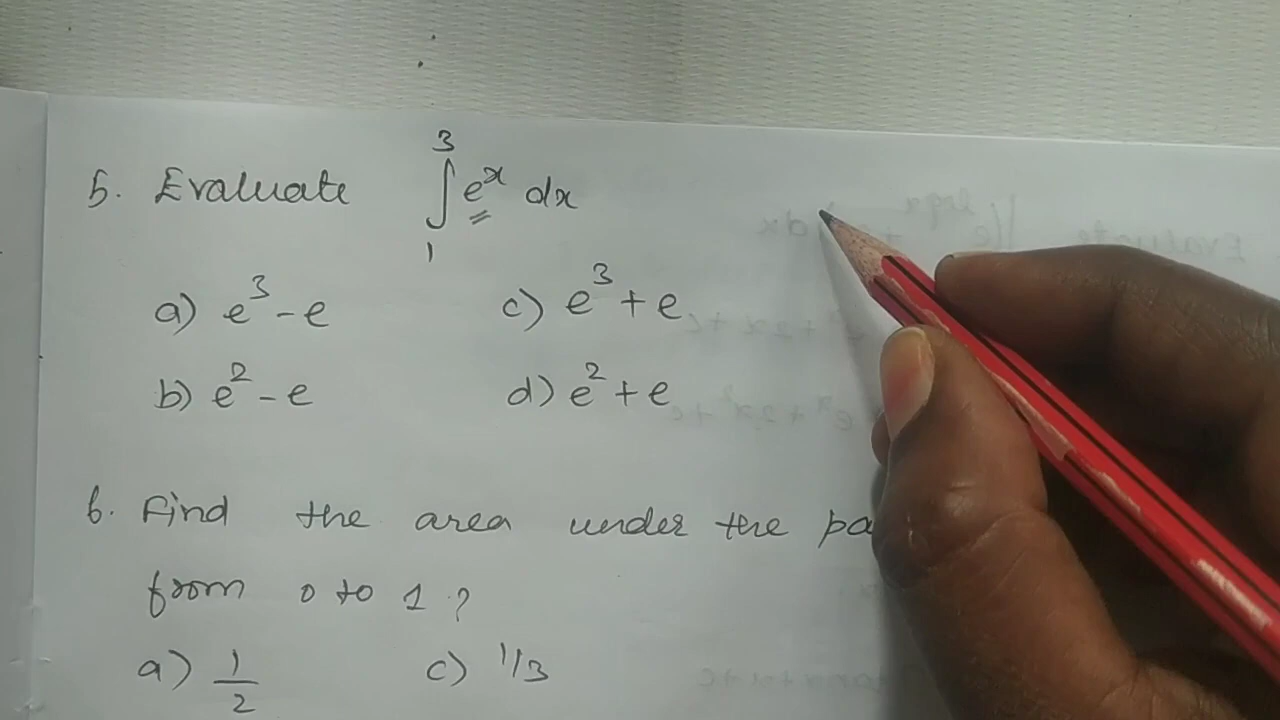 5. Evaluate ∫₁³ eˣ dx
a) e³ - e c) e³ + e
b) e² - e d) e² + e
6. Find the area under the
from 0 to 1 ?
a) 1/2 c) 1/3